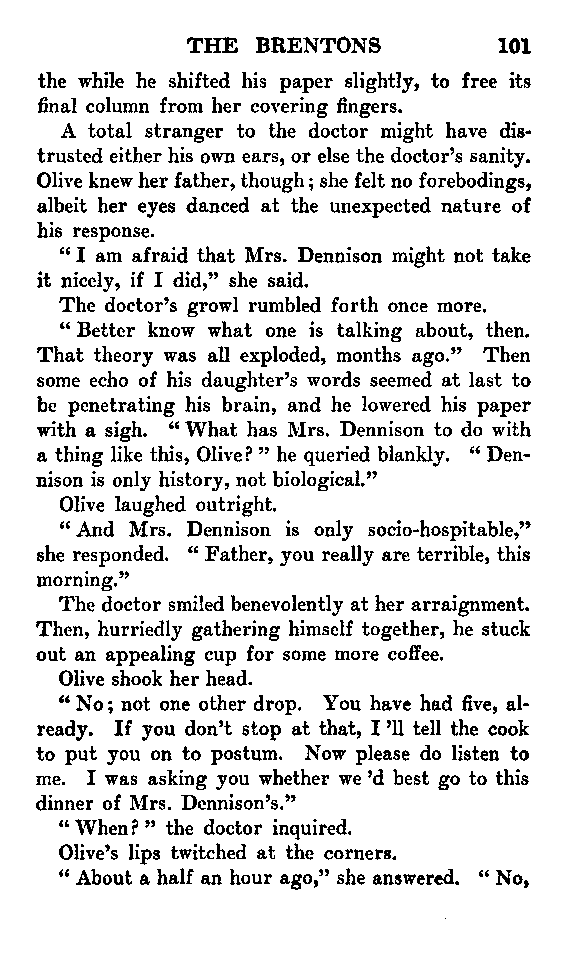 THE BRENTONS 101
the while he shifted his paper slightly, to free its
final column from her covering fingers.
A total stranger to the doctor might have dis-
trusted either his own ears, or else the doctor's sanity.
Olive knew her father, though; she felt no forebodings,
albeit her eyes danced at the unexpected nature of
his response.
"I am afraid that Mrs. Dennison might not take
it nicely, if I did," she said.
The doctor's growl rumbled forth once more.
"Better know what one is talking about, then.
That theory was all exploded, months ago." Then
some echo of his daughter's words seemed at last to
be penetrating his brain, and he lowered his paper
with a sigh. "What has Mrs. Dennison to do with
a thing like this, Olive?" he queried blankly. "Den-
nison is only history, not biological."
Olive laughed outright.
"And Mrs. Dennison is only socio-hospitable,"
she responded. "Father, you really are terrible, this
morning."
The doctor smiled benevolently at her arraignment.
Then, hurriedly gathering himself together, he stuck
out an appealing cup for some more coffee.
Olive shook her head.
"No; not one other drop. You have had five, al-
ready. If you don't stop at that, I'll tell the cook
to put you on to postum. Now please do listen to
me. I was asking you whether we'd best go to this
dinner of Mrs. Dennison's."
"When?" the doctor inquired.
Olive's lips twitched at the corners.
"About a half an hour ago," she answered. "No,